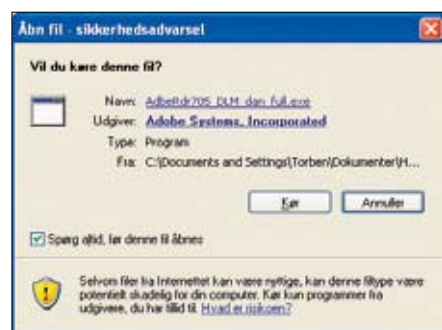 Åbn fil - sikkerhedsadvarsel
Vil du køre denne fil?
Navn: AdbeRdr705_DLM_dan_full.exe
Udgiver: Adobe Systems, Incorporated
Type: Program
Fra: C:\Documents and Settings\Torben\Dokumenter\H...
Kør
Annuller
Spørg altid, før denne fil åbnes
Selvom filer fra Internettet kan være nyttige, kan denne filtype være
potentielt skadelig for din computer. Kør kun programmer fra
udgivere, du har tillid til. Hvad er risikoen?